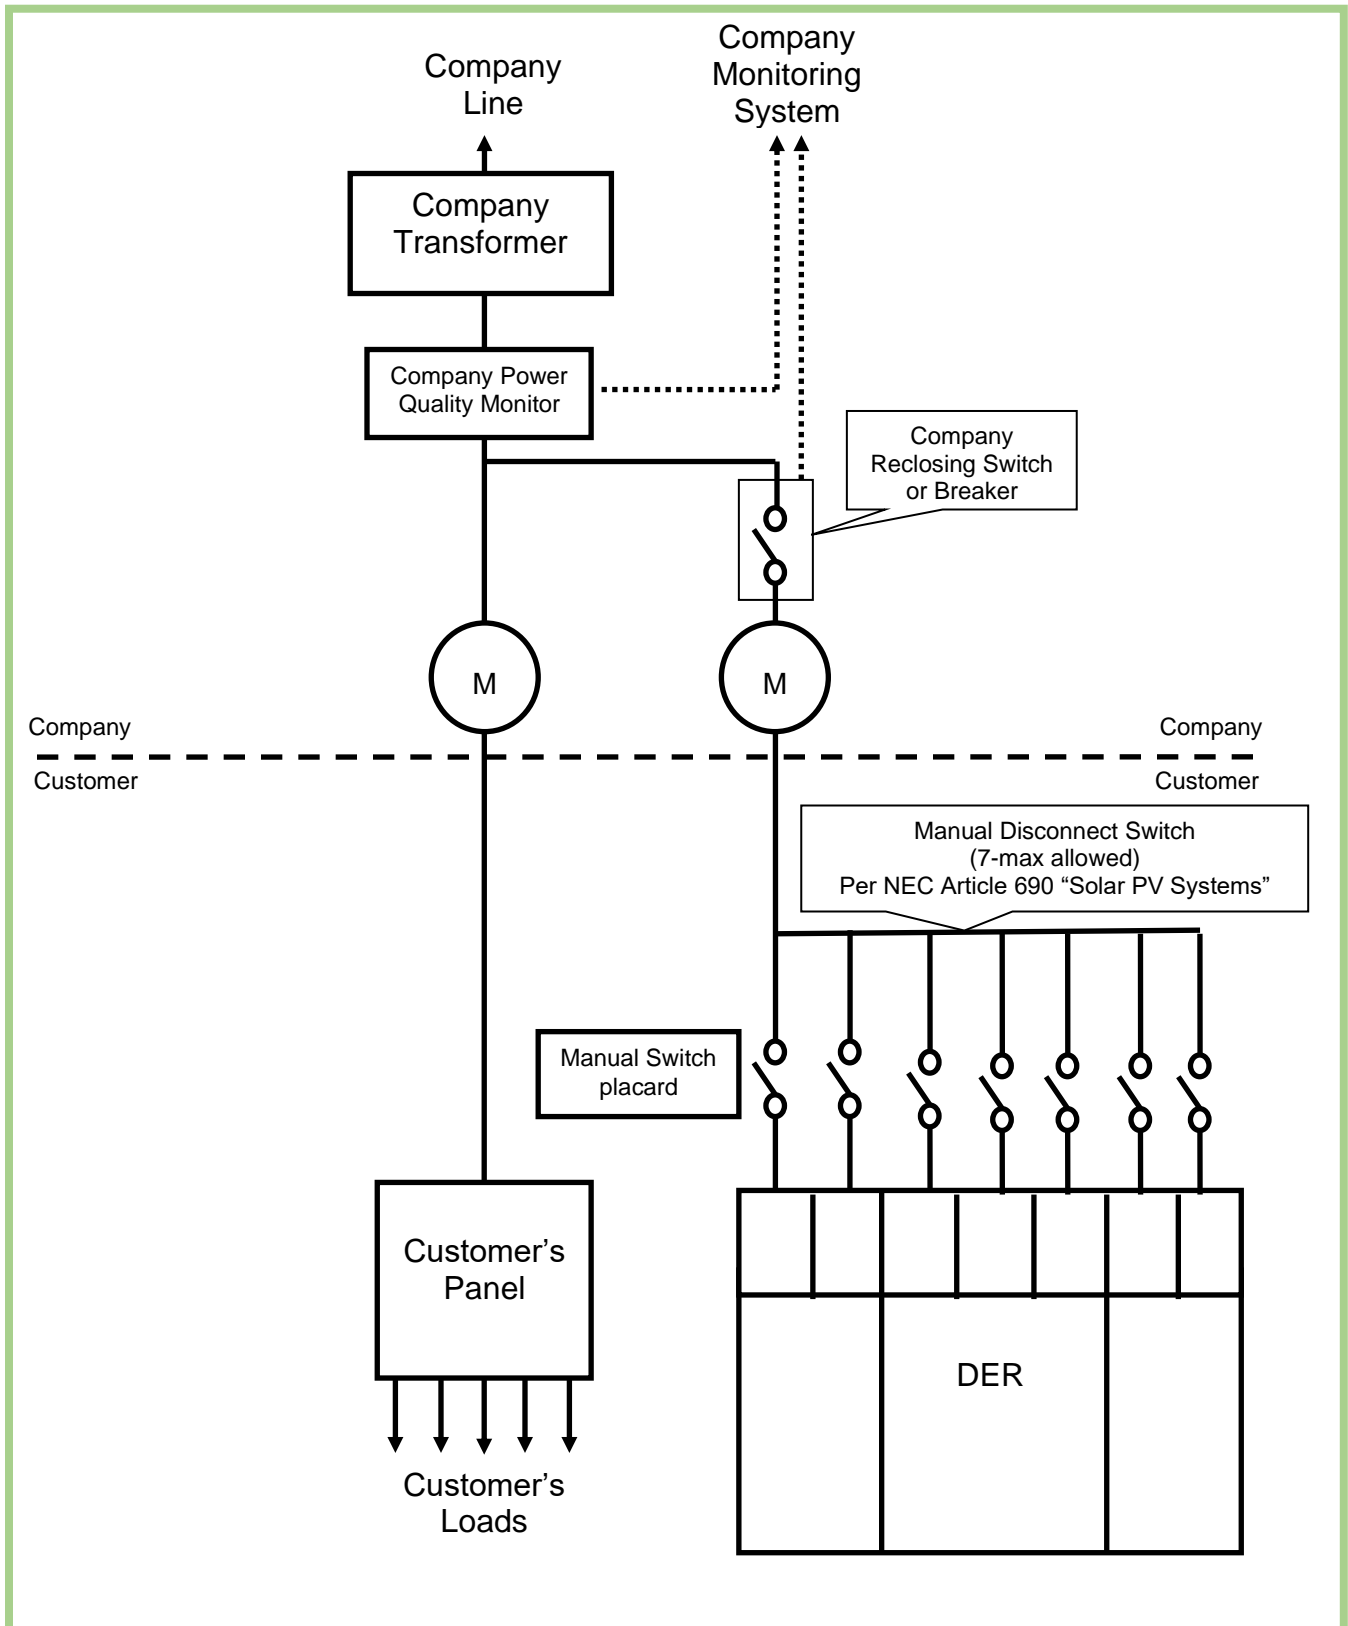 Company
Line
Company
Monitoring
System
Company
Transformer
Company Power
Quality Monitor
Company
Reclosing Switch
or Breaker
M
M
Company
Company
Customer
Customer
Manual Disconnect Switch
(7-max allowed)
Per NEC Article 690 “Solar PV Systems”
Manual Switch
placard
Customer’s
Panel
DER
Customer’s
Loads